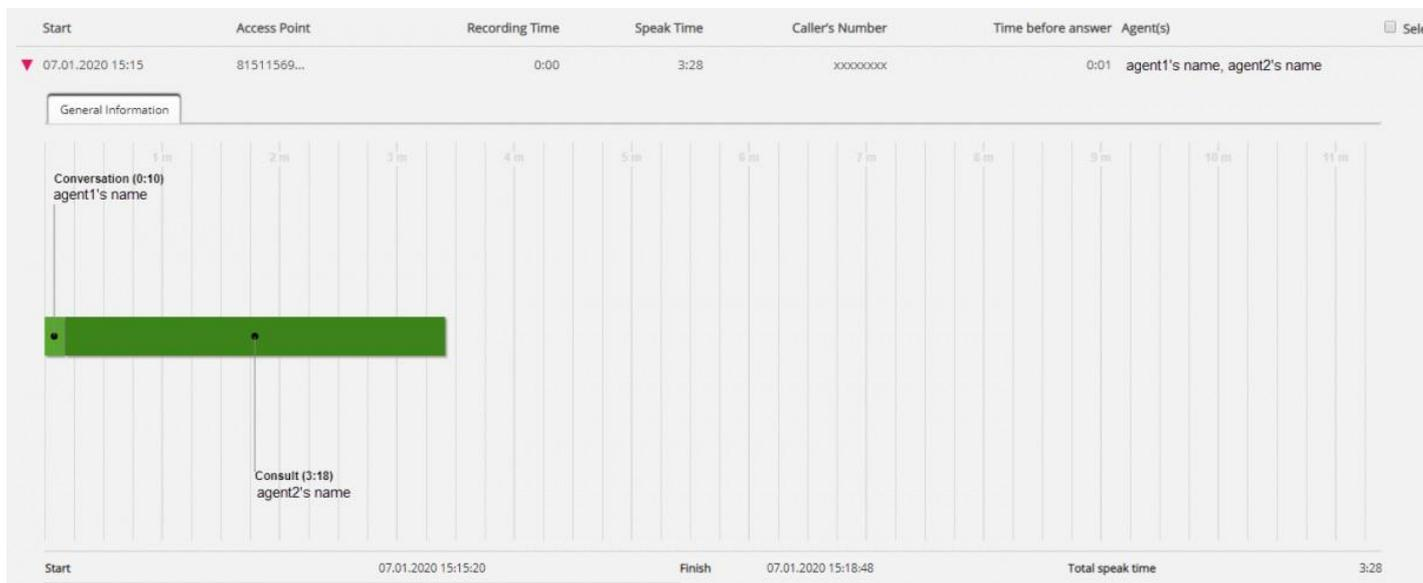 Start Access Point Recording Time Speak Time Caller's Number Time before answer Agent(s) Sele
07.01.2020 15:15 81511569... 0:00 3:28 xxxxxxxx 0:01 agent1's name, agent2's name
General Information
1 m 2 m 3 m 4 m 5 m 6 m 7 m 8 m 9 m 10 m 11 m
Conversation (0:10)
agent1's name
Consult (3:18)
agent2's name
Start 07.01.2020 15:15:20 Finish 07.01.2020 15:18:48 Total speak time 3:28